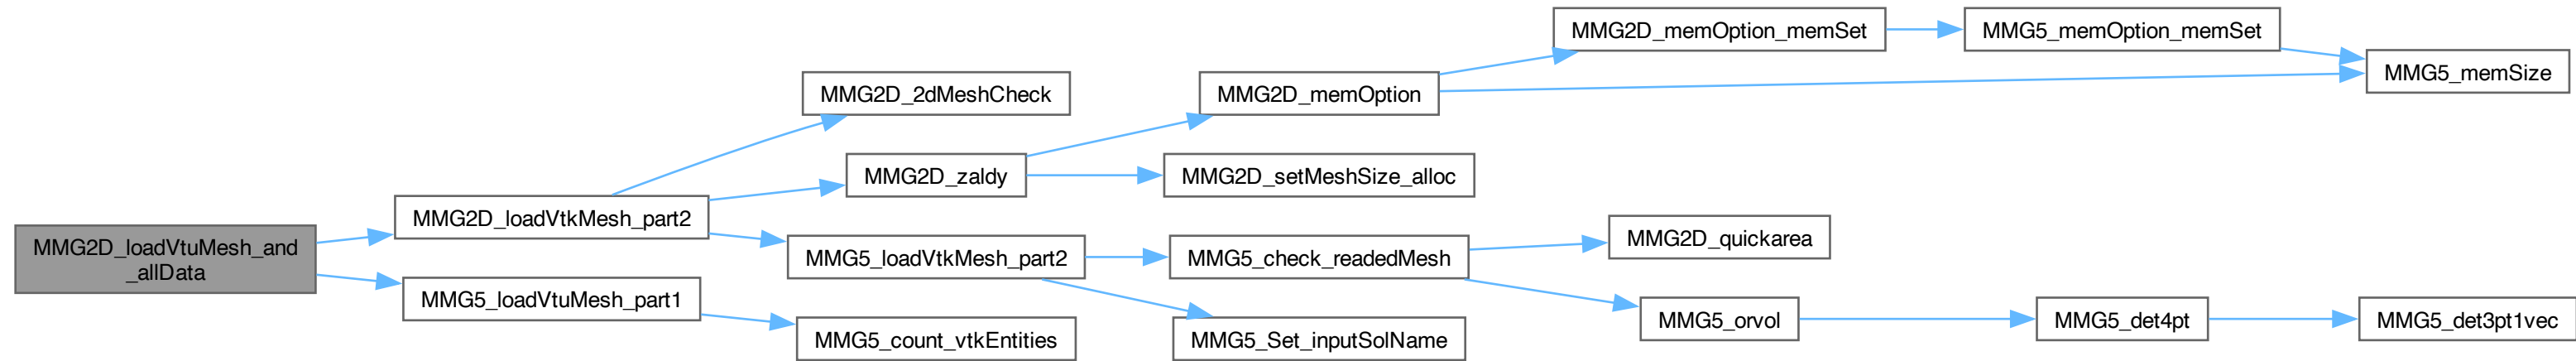 MMG2D_loadVtuMesh_and
_allData
MMG2D_loadVtkMesh_part2
MMG2D_2dMeshCheck
MMG2D_zaldy
MMG2D_memOption
MMG2D_memOption_memSet
MMG5_memOption_memSet
MMG5_memSize
MMG2D_setMeshSize_alloc
MMG5_loadVtkMesh_part2
MMG5_check_readedMesh
MMG2D_quickarea
MMG5_orvol
MMG5_det4pt
MMG5_det3pt1vec
MMG5_Set_inputSolName
MMG5_loadVtuMesh_part1
MMG5_count_vtkEntities